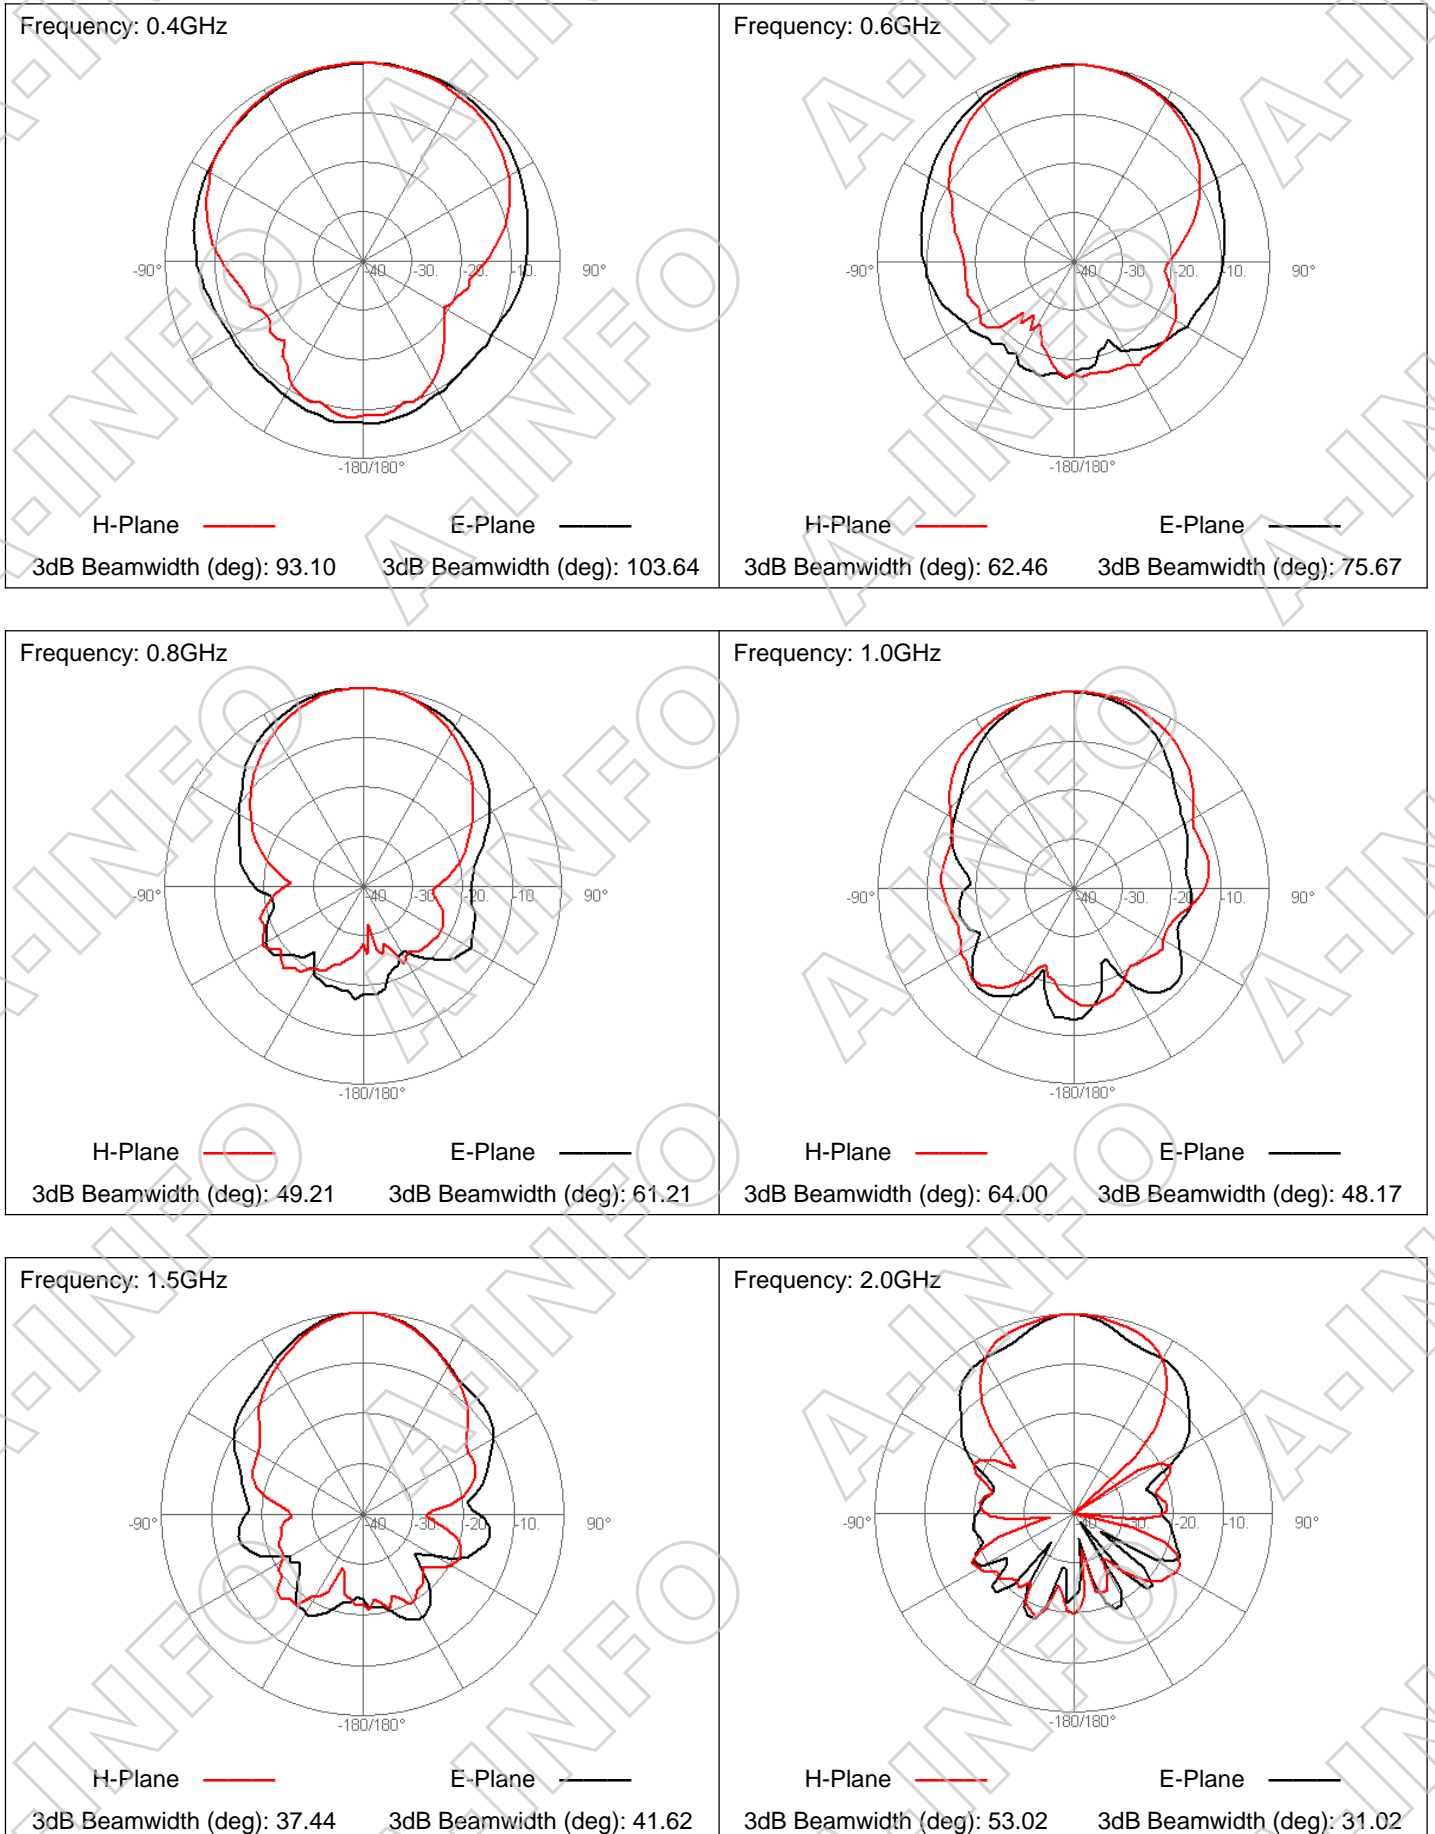 Frequency: 0.4GHz
-90°
-40
-30.
-20.
-10.
90°
-180/180°
H-Plane
E-Plane
3dB Beamwidth (deg): 93.10
3dB Beamwidth (deg): 103.64
Frequency: 0.6GHz
-90°
-40
-30.
-20.
-10.
90°
-180/180°
H-Plane
E-Plane
3dB Beamwidth (deg): 62.46
3dB Beamwidth (deg): 75.67
Frequency: 0.8GHz
-90°
-40
-30.
-20.
-10.
90°
-180/180°
H-Plane
E-Plane
3dB Beamwidth (deg): 49.21
3dB Beamwidth (deg): 61.21
Frequency: 1.0GHz
-90°
-40
-30.
-20.
-10.
90°
-180/180°
H-Plane
E-Plane
3dB Beamwidth (deg): 64.00
3dB Beamwidth (deg): 48.17
Frequency: 1.5GHz
-90°
-40
-30.
-20.
-10.
90°
-180/180°
H-Plane
E-Plane
3dB Beamwidth (deg): 37.44
3dB Beamwidth (deg): 41.62
Frequency: 2.0GHz
-90°
-40
-30.
-20.
-10.
90°
-180/180°
H-Plane
E-Plane
3dB Beamwidth (deg): 53.02
3dB Beamwidth (deg): 31.02
A-INFO